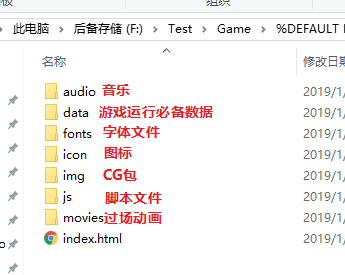 组织
此电脑 › 后备存储 (F:) › Test › Game › %DEFAULT
名称 修改日期
audio 音乐 2019/1/
data 游戏运行必备数据 2019/1/
fonts 字体文件 2019/1/
icon 图标 2019/1/
img CG包 2019/1/
js 脚本文件 2019/1/
movies 过场动画 2019/1/
index.html 2019/1/